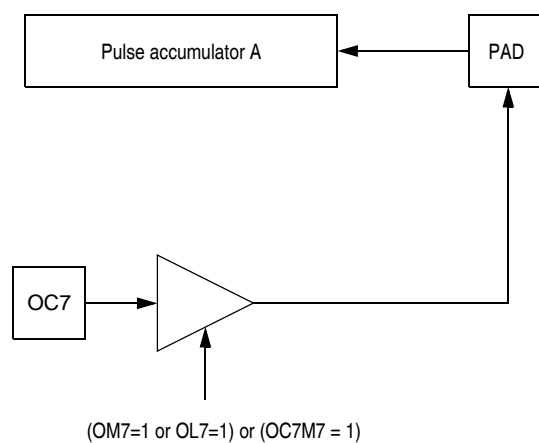 Pulse accumulator A
PAD
OC7
(OM7=1 or OL7=1) or (OC7M7 = 1)